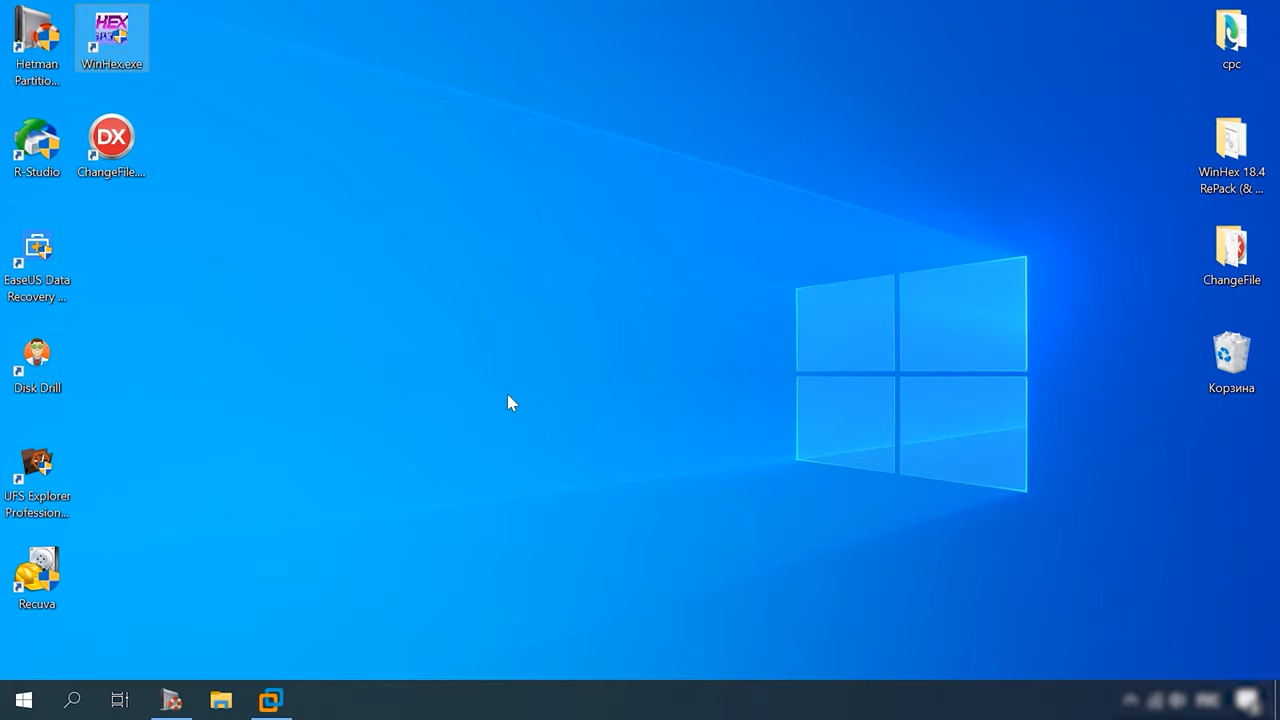 Hetman
Partitio...
HEX
WinHex.exe
R-Studio
DX
ChangeFile....
EaseUS Data
Recovery ...
Disk Drill
UFS Explorer
Profession...
Recuva
cpc
WinHex 18.4
RePack (& ...
ChangeFile
Корзина